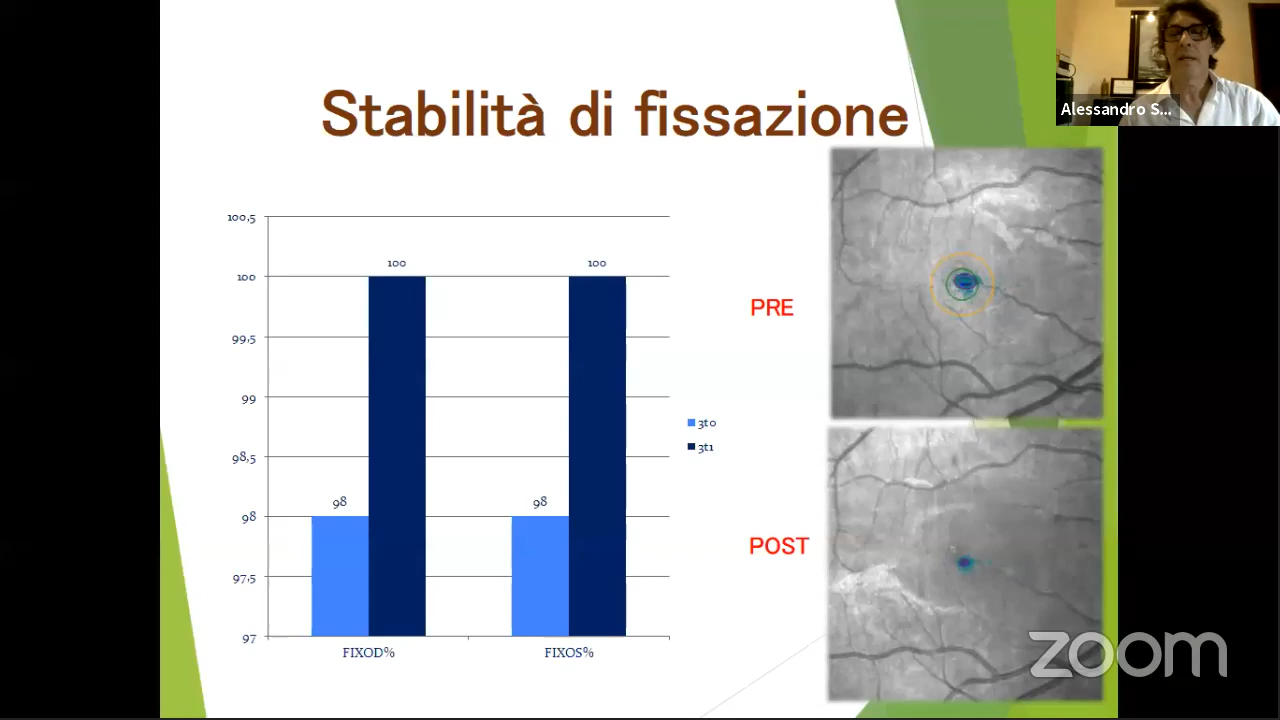 Stabilità di fissazione
Alessandro S...
100,5
100
99,5
99
98,5
98
97,5
97
100
100
98
98
FIXOD%
FIXOS%
3t0
3t1
PRE
POST
zoom